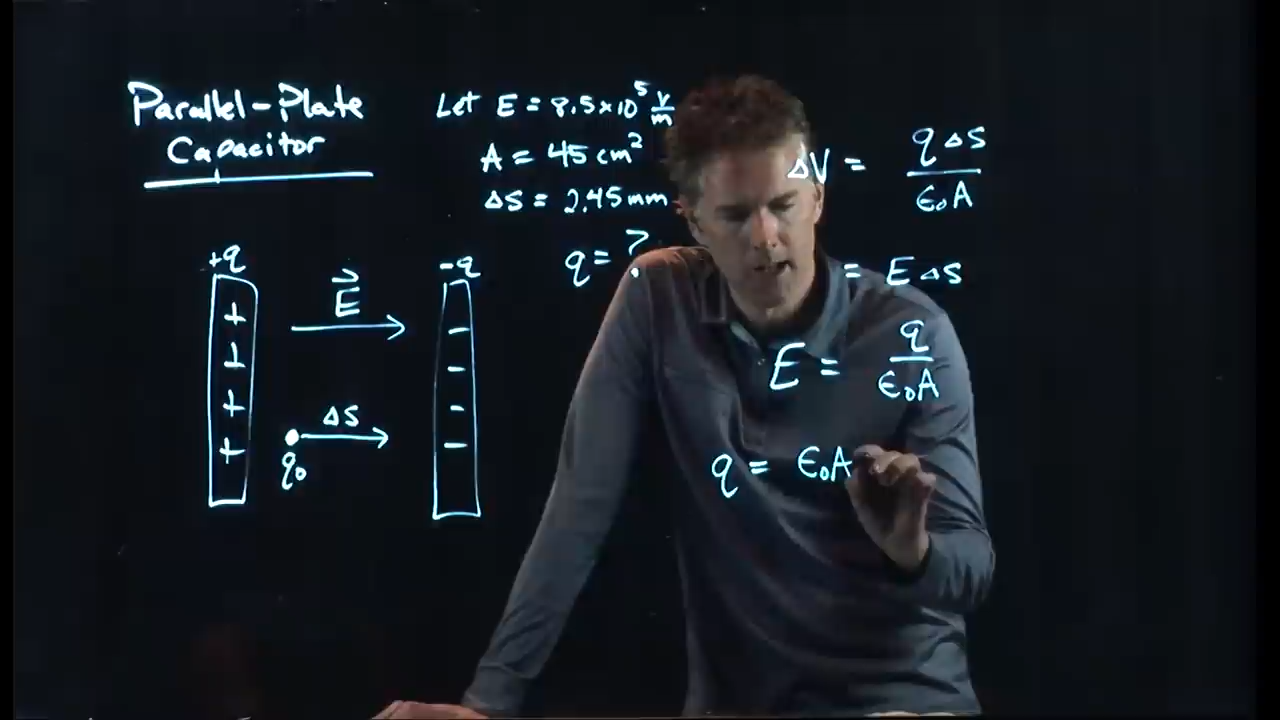 Parallel-Plate
Capacitor
Let E = 8.5×10⁵ V/m
A = 45 cm²
ΔS = 2.45 mm
q = ?
+q
+
+
+
+
E⃗
ΔS
q₀
-q
-
-
-
-
ΔV = qΔS/ε₀A
= EΔS
E = q/ε₀A
q = ε₀A